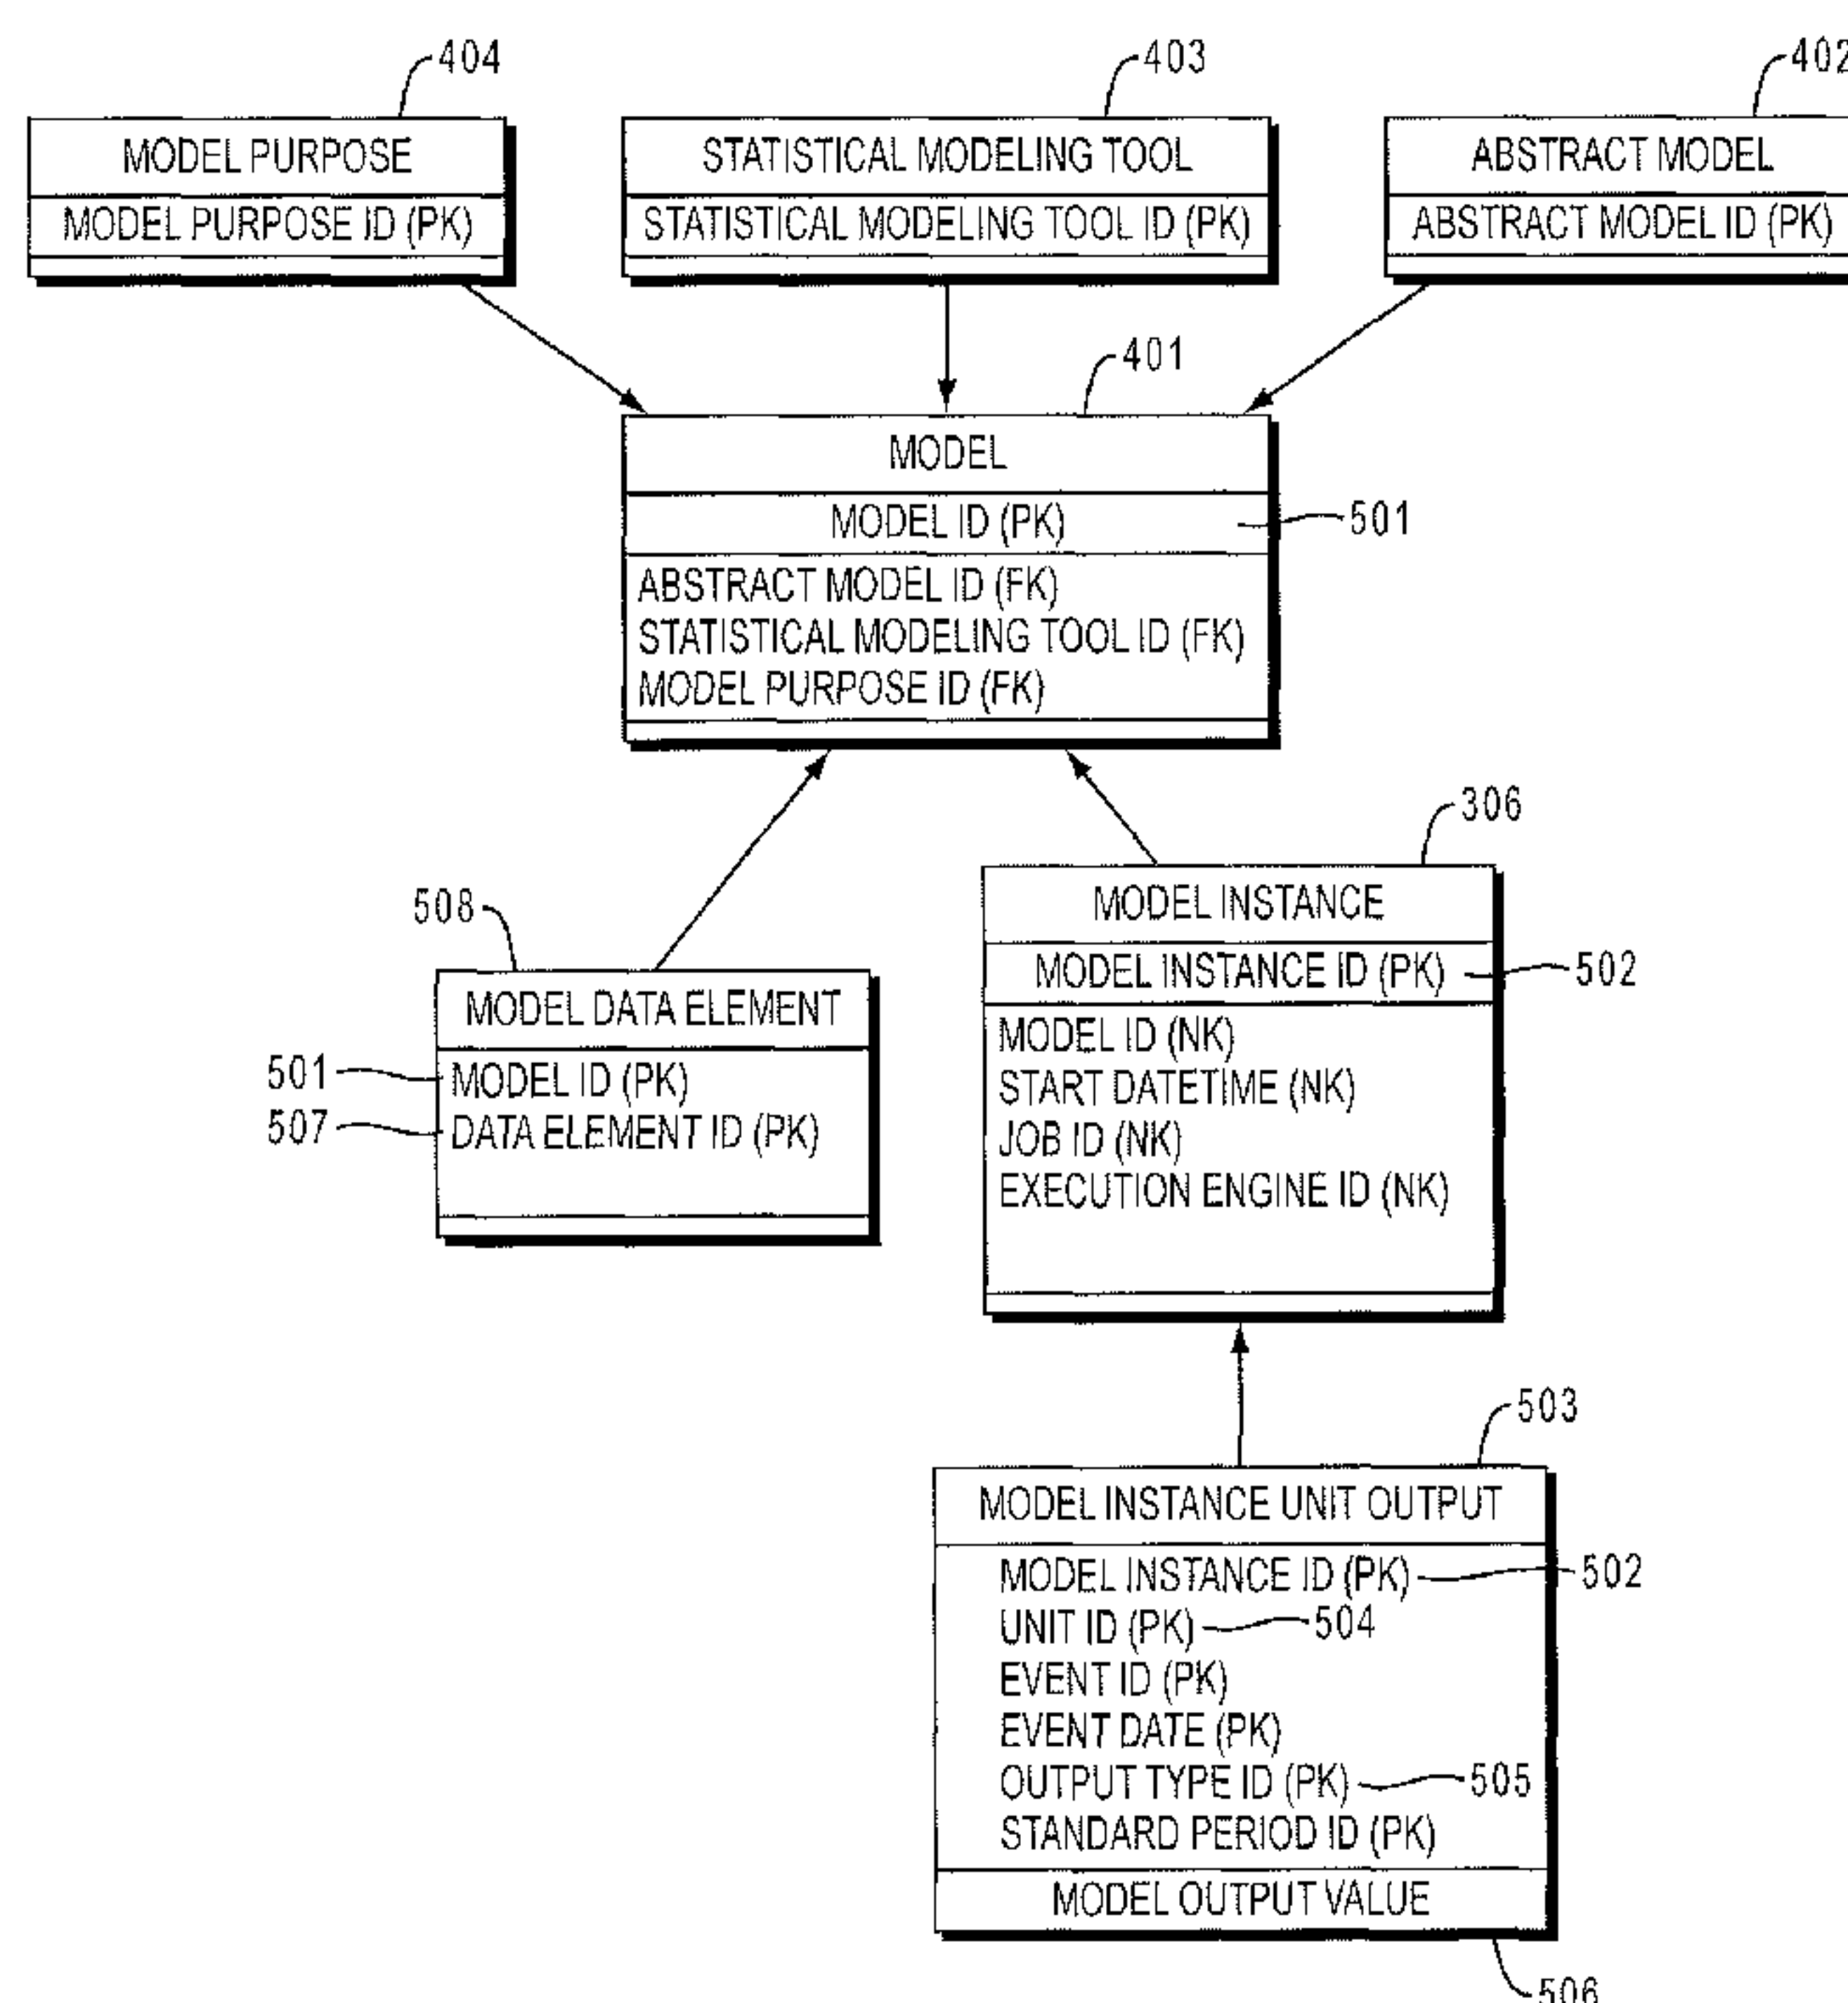 404
403
402
MODEL PURPOSE
MODEL PURPOSE ID (PK)
STATISTICAL MODELING TOOL
STATISTICAL MODELING TOOL ID (PK)
ABSTRACT MODEL
ABSTRACT MODEL ID (PK)
401
MODEL
MODEL ID (PK)
501
ABSTRACT MODEL ID (FK)
STATISTICAL MODELING TOOL ID (FK)
MODEL PURPOSE ID (FK)
508
MODEL DATA ELEMENT
501
MODEL ID (PK)
507
DATA ELEMENT ID (PK)
306
MODEL INSTANCE
MODEL INSTANCE ID (PK)
502
MODEL ID (NK)
START DATETIME (NK)
JOB ID (NK)
EXECUTION ENGINE ID (NK)
503
MODEL INSTANCE UNIT OUTPUT
MODEL INSTANCE ID (PK)
502
UNIT ID (PK)
504
EVENT ID (PK)
EVENT DATE (PK)
OUTPUT TYPE ID (PK)
505
STANDARD PERIOD ID (PK)
MODEL OUTPUT VALUE
506